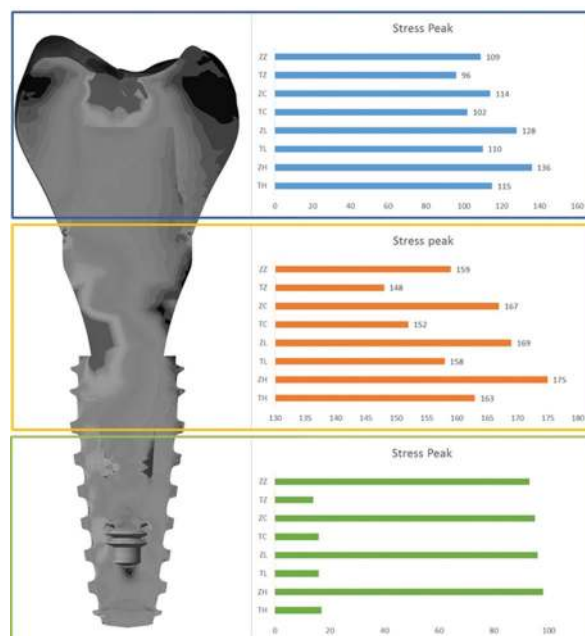 Stress Peak
ZZ 109
TZ 96
ZC 114
TC 102
ZL 128
TL 110
ZH 136
TH 115
0 20 40 60 80 100 120 140 160
Stress peak
ZZ 159
TZ 148
ZC 167
TC 152
ZL 169
TL 158
ZH 175
TH 163
130 135 140 145 150 155 160 165 170 175 180
Stress Peak
ZZ
TZ
ZC
TC
ZL
TL
ZH
TH
0 20 40 60 80 100